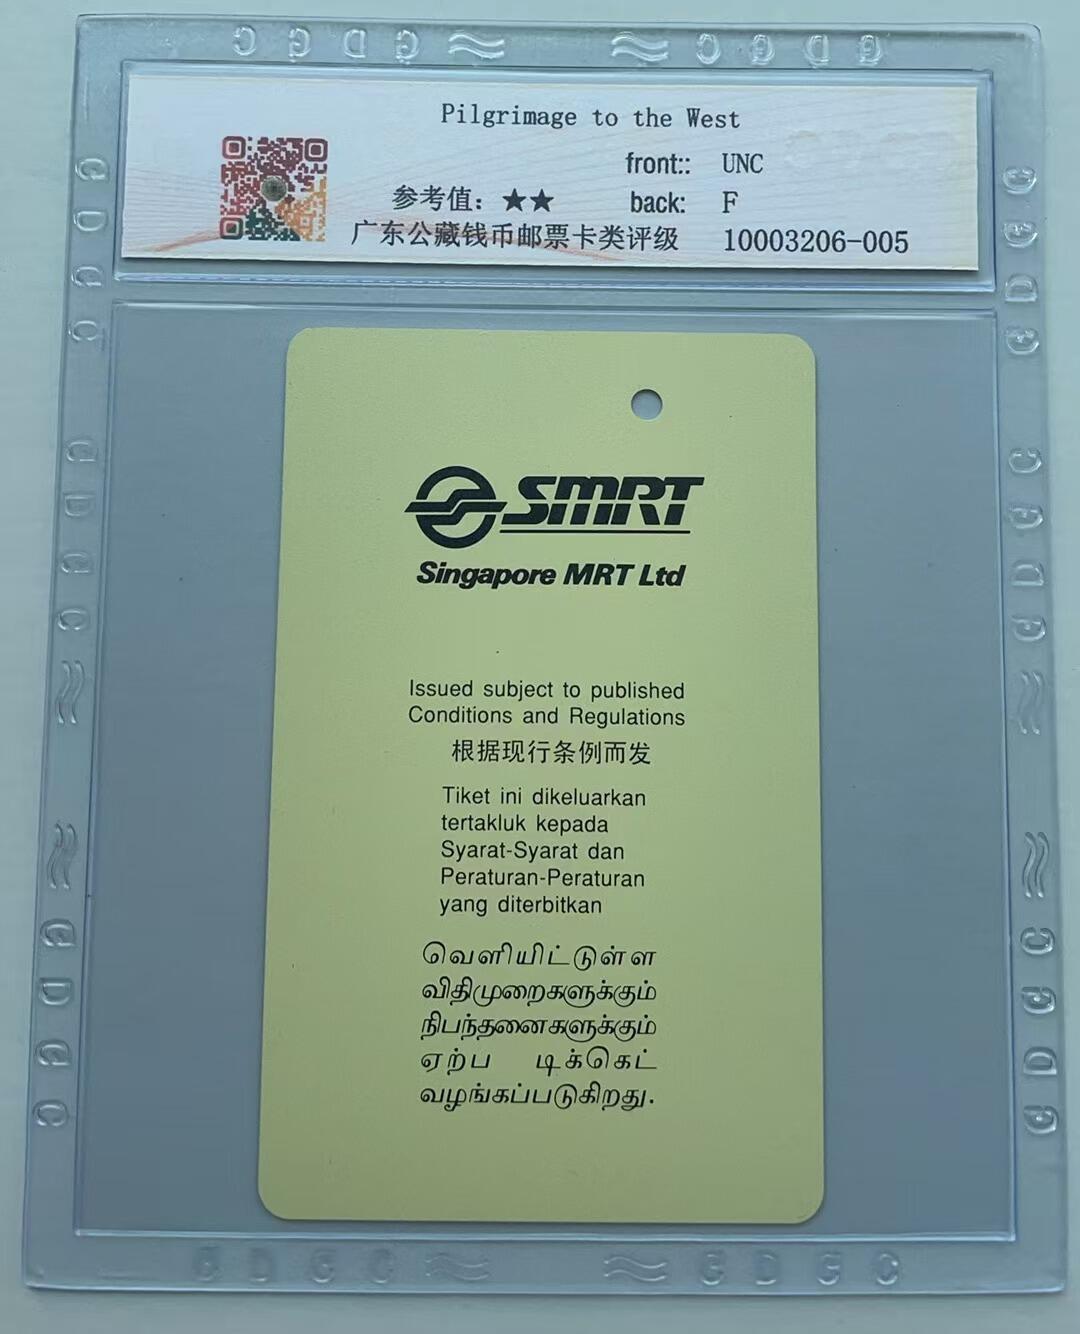 G D G C
C G D G
Pilgrimage to the West
front:: UNC
参考值：★★ back: F
广东公藏钱币邮票卡类评级 10003206-005
SMRT
Singapore MRT Ltd
Issued subject to published
Conditions and Regulations
根据现行条例而发
Tiket ini dikeluarkan
tertakluk kepada
Syarat-Syarat dan
Peraturan-Peraturan
yang diterbitkan
வெளியிட்டுள்ள
விதிமுறைகளுக்கும்
நிபந்தனைகளுக்கும்
ஏற்ப டிக்கெட்
வழங்கப்படுகிறது.
G D G C
G D G C